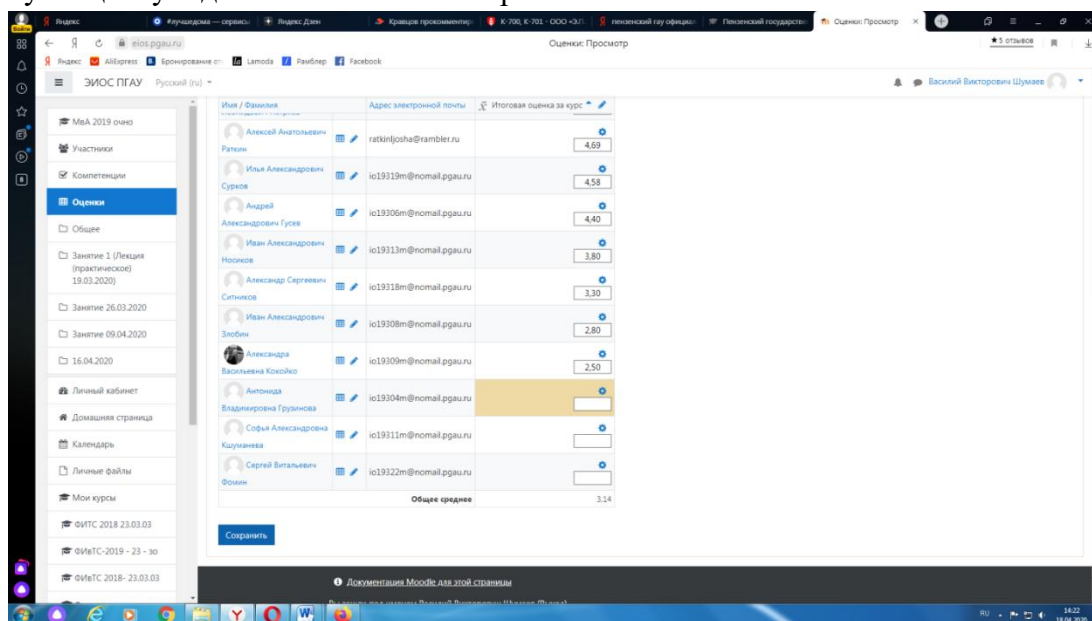 Яндекс
#лучшедома — сервисы
Яндекс Дзен
Кравцов прокомментир
К-700, К-701 - ООО «ЭЛ
пензенский гау официал
Пензенский государстве
Оценки: Просмотр
Войти
eios.pgau.ru
Оценки: Просмотр
★ 5 отзывов
Яндекс
AliExpress
Бронирование от
Lamoda
Рамблер
Facebook
ЭИОС ПГАУ
Русский (ru)
Василий Викторович Шумаев
МвА 2019 очно
Участники
Компетенции
Оценки
Общее
Занятие 1 (Лекция
(практическое)
19.03.2020)
Занятие 26.03.2020
Занятие 09.04.2020
16.04.2020
Личный кабинет
Домашняя страница
Календарь
Личные файлы
Мои курсы
ФИТС 2018 23.03.03
ФИвТС-2019 - 23 - зо
ФИвТС 2018- 23.03.03
Имя / Фамилия
Адрес электронной почты
Итоговая оценка за курс
Алексей Анатольевич
Раткин
ratkinljosha@rambler.ru
4,69
Илья Александрович
Сурков
io19319m@nomail.pgau.ru
4,58
Андрей
Александрович Гусев
io19306m@nomail.pgau.ru
4,40
Иван Александрович
Носиков
io19313m@nomail.pgau.ru
3,80
Александр Сергеевич
Ситников
io19318m@nomail.pgau.ru
3,30
Иван Александрович
Злобин
io19308m@nomail.pgau.ru
2,80
Александра
Васильевна Кокойко
io19309m@nomail.pgau.ru
2,50
Антонида
Владимировна Грузинова
io19304m@nomail.pgau.ru
Софья Александровна
Кшуманева
io19311m@nomail.pgau.ru
Сергей Витальевич
Фомин
io19322m@nomail.pgau.ru
Общее среднее
3,14
Сохранить
Документация Moodle для этой страницы
RU
14:22
18.04.2020